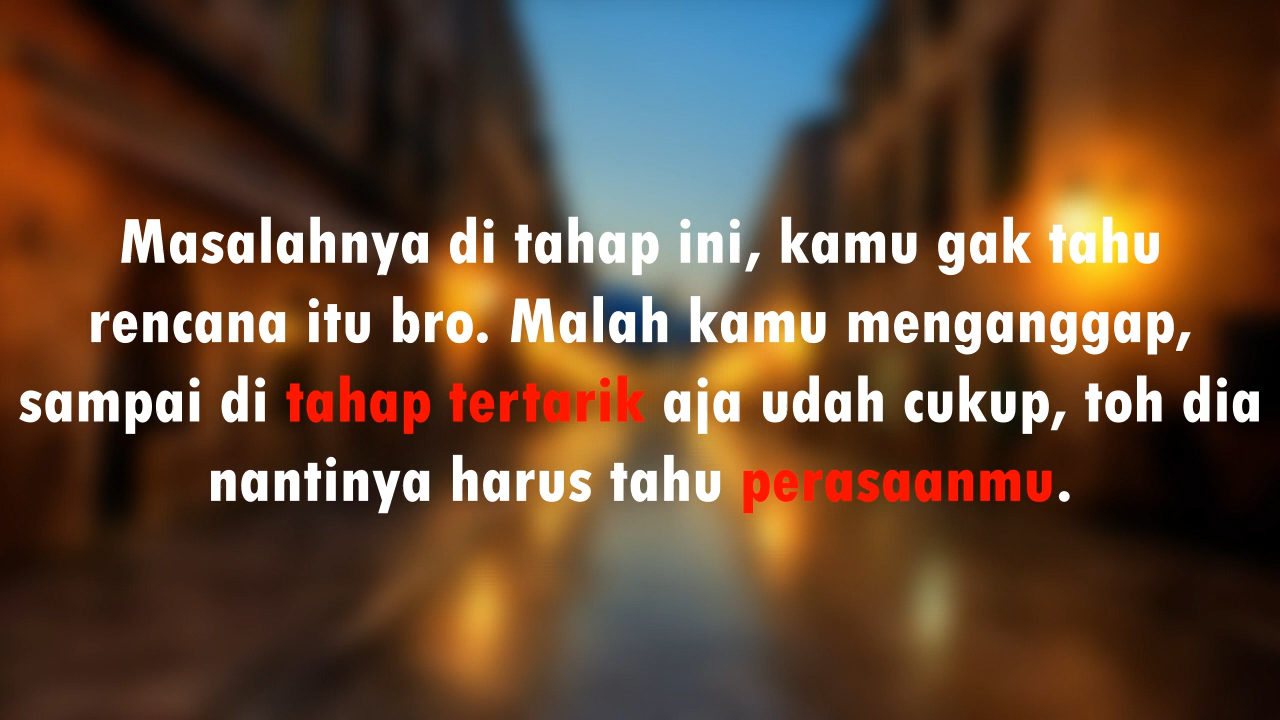 Masalahnya di tahap ini, kamu gak tahu
rencana itu bro. Malah kamu menganggap,
sampai di tahap tertarik aja udah cukup, toh dia
nantinya harus tahu perasaanmu.